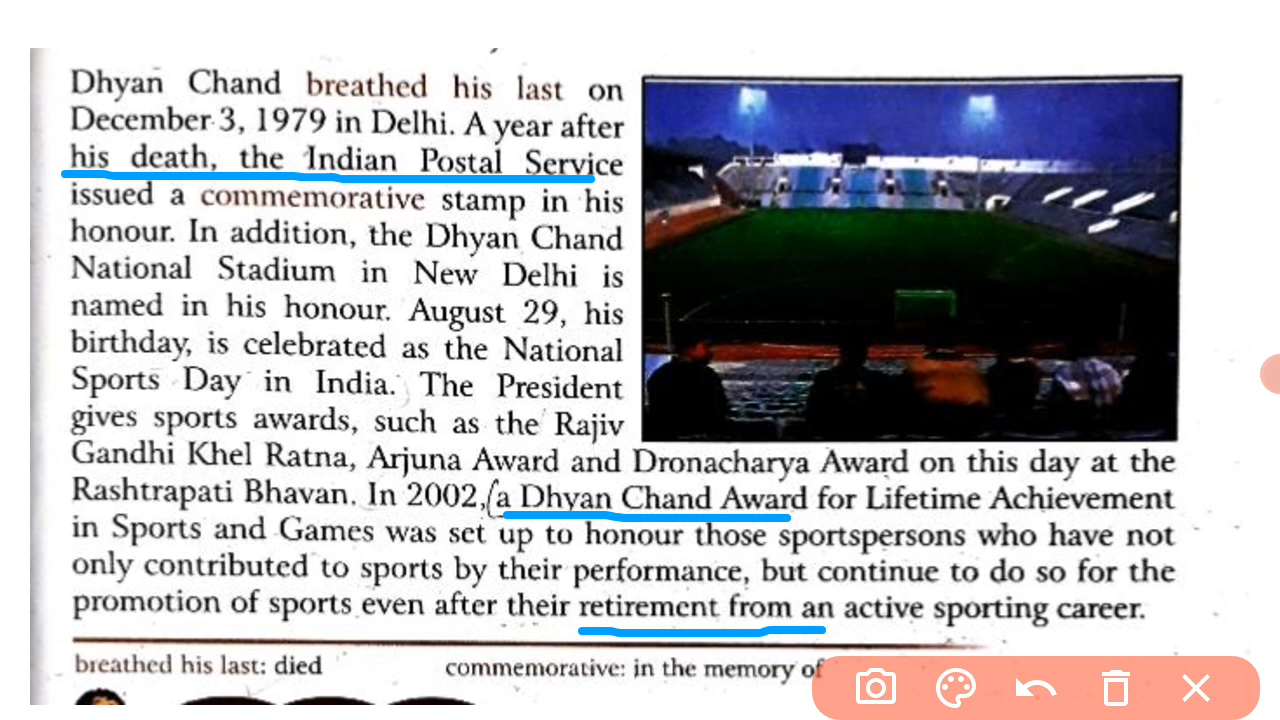 Dhyan Chand breathed his last on
December 3, 1979 in Delhi. A year after
his death, the Indian Postal Service
issued a commemorative stamp in his
honour. In addition, the Dhyan Chand
National Stadium in New Delhi is
named in his honour. August 29, his
birthday, is celebrated as the National
Sports Day in India. The President
gives sports awards, such as the Rajiv
Gandhi Khel Ratna, Arjuna Award and Dronacharya Award on this day at the
Rashtrapati Bhavan. In 2002, (a Dhyan Chand Award for Lifetime Achievement
in Sports and Games was set up to honour those sportspersons who have not
only contributed to sports by their performance, but continue to do so for the
promotion of sports even after their retirement from an active sporting career.
breathed his last: died commemorative: in the memory of